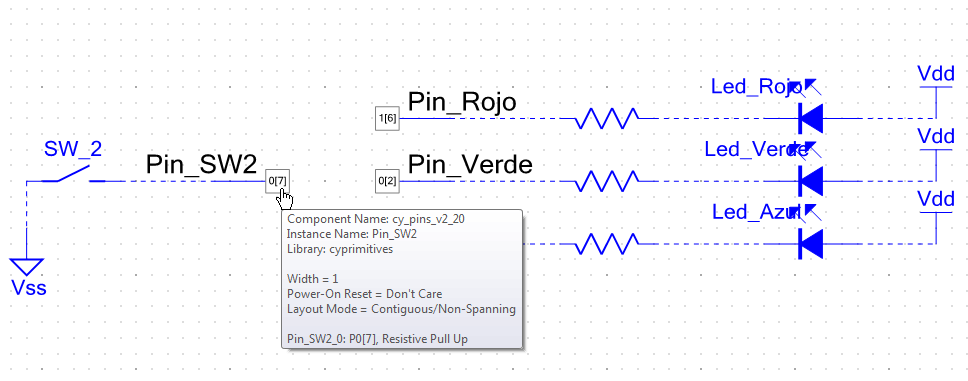 Vdd
Led_Rojo
Pin_Rojo
1[6]
Vdd
SW_2
Pin_SW2
0[7]
Pin_Verde
0[2]
Led_Verde
Vdd
Led_Azul
Vss
Component Name: cy_pins_v2_20
Instance Name: Pin_SW2
Library: cyprimitives
Width = 1
Power-On Reset = Don't Care
Layout Mode = Contiguous/Non-Spanning
Pin_SW2_0: P0[7], Resistive Pull Up